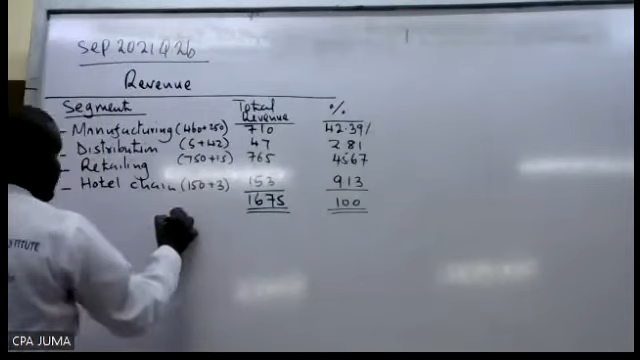 Sep 2021 Q 2b
Revenue
Segment Total Revenue %
- Manufacturing (460+250) 710 42.39%
- Distribution (5+42) 47 2.81
- Retailing (750+15) 765 45.67
- Hotel chain (150+3) 153 9.13
1675 100
CPA JUMA